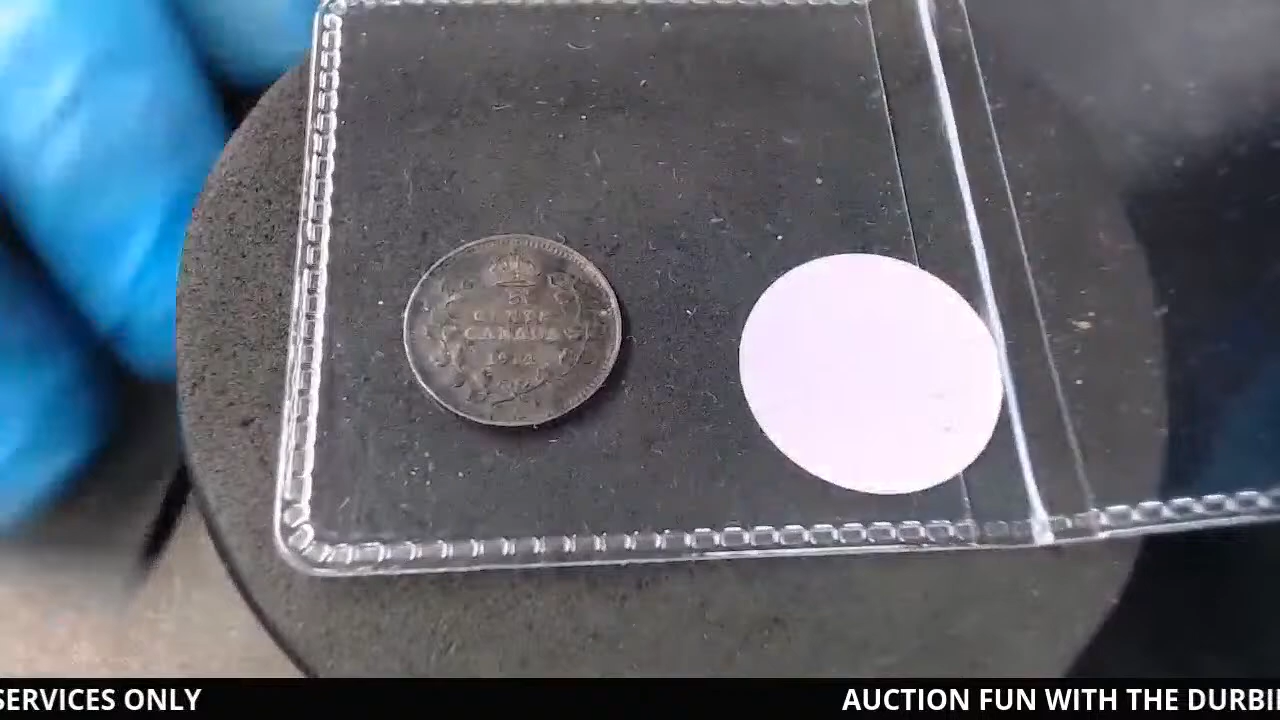 5
CENTS
CANADA
SERVICES ONLY
AUCTION FUN WITH THE DURBI